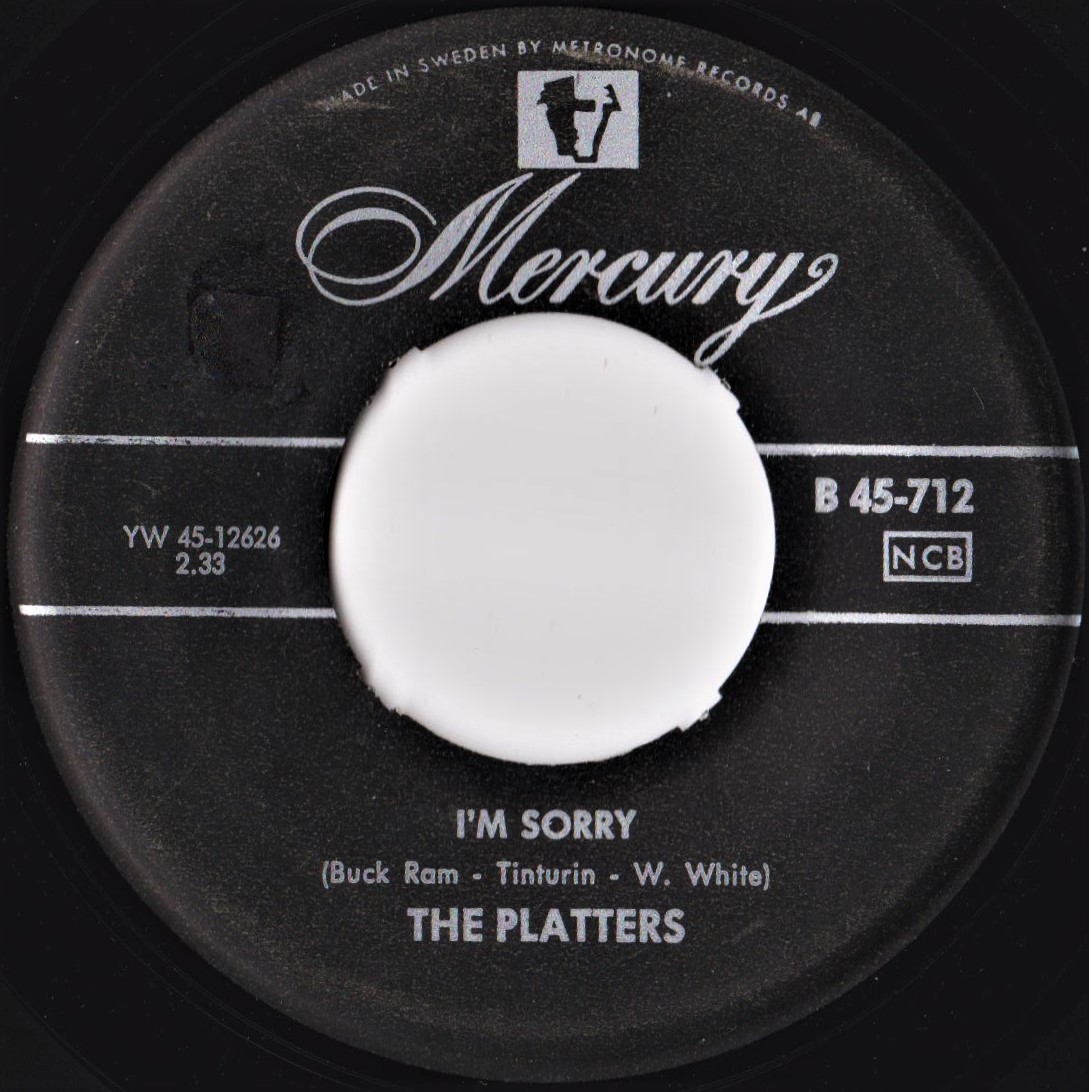 MADE IN SWEDEN BY METRONOME RECORDS AB
Mercury
B 45-712
YW 45-12626
NCB
2.33
I'M SORRY
(Buck Ram - Tinturin - W. White)
THE PLATTERS